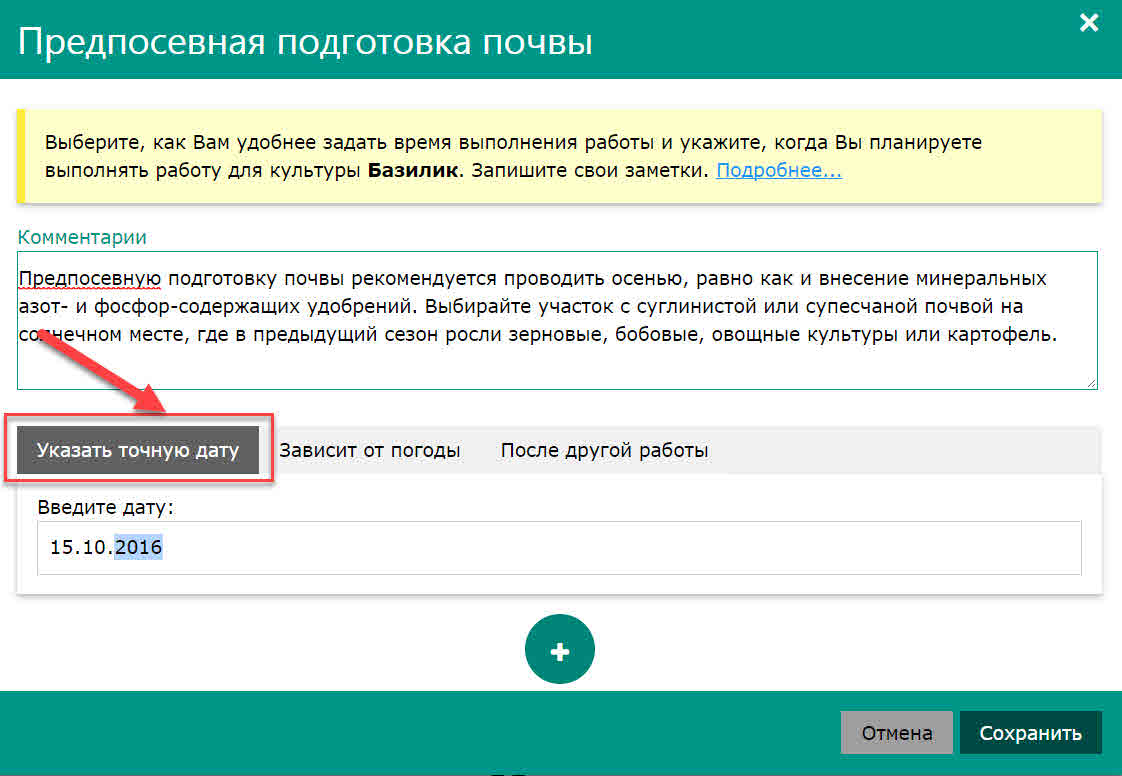 Предпосевная подготовка почвы
Выберите, как Вам удобнее задать время выполнения работы и укажите, когда Вы планируете
выполнять работу для культуры Базилик. Запишите свои заметки. Подробнее...
Комментарии
Предпосевную подготовку почвы рекомендуется проводить осенью, равно как и внесение минеральных
азот- и фосфор-содержащих удобрений. Выбирайте участок с суглинистой или супесчаной почвой на
солнечном месте, где в предыдущий сезон росли зерновые, бобовые, овощные культуры или картофель.
Указать точную дату Зависит от погоды После другой работы
Введите дату:
15.10.2016
Отмена Сохранить